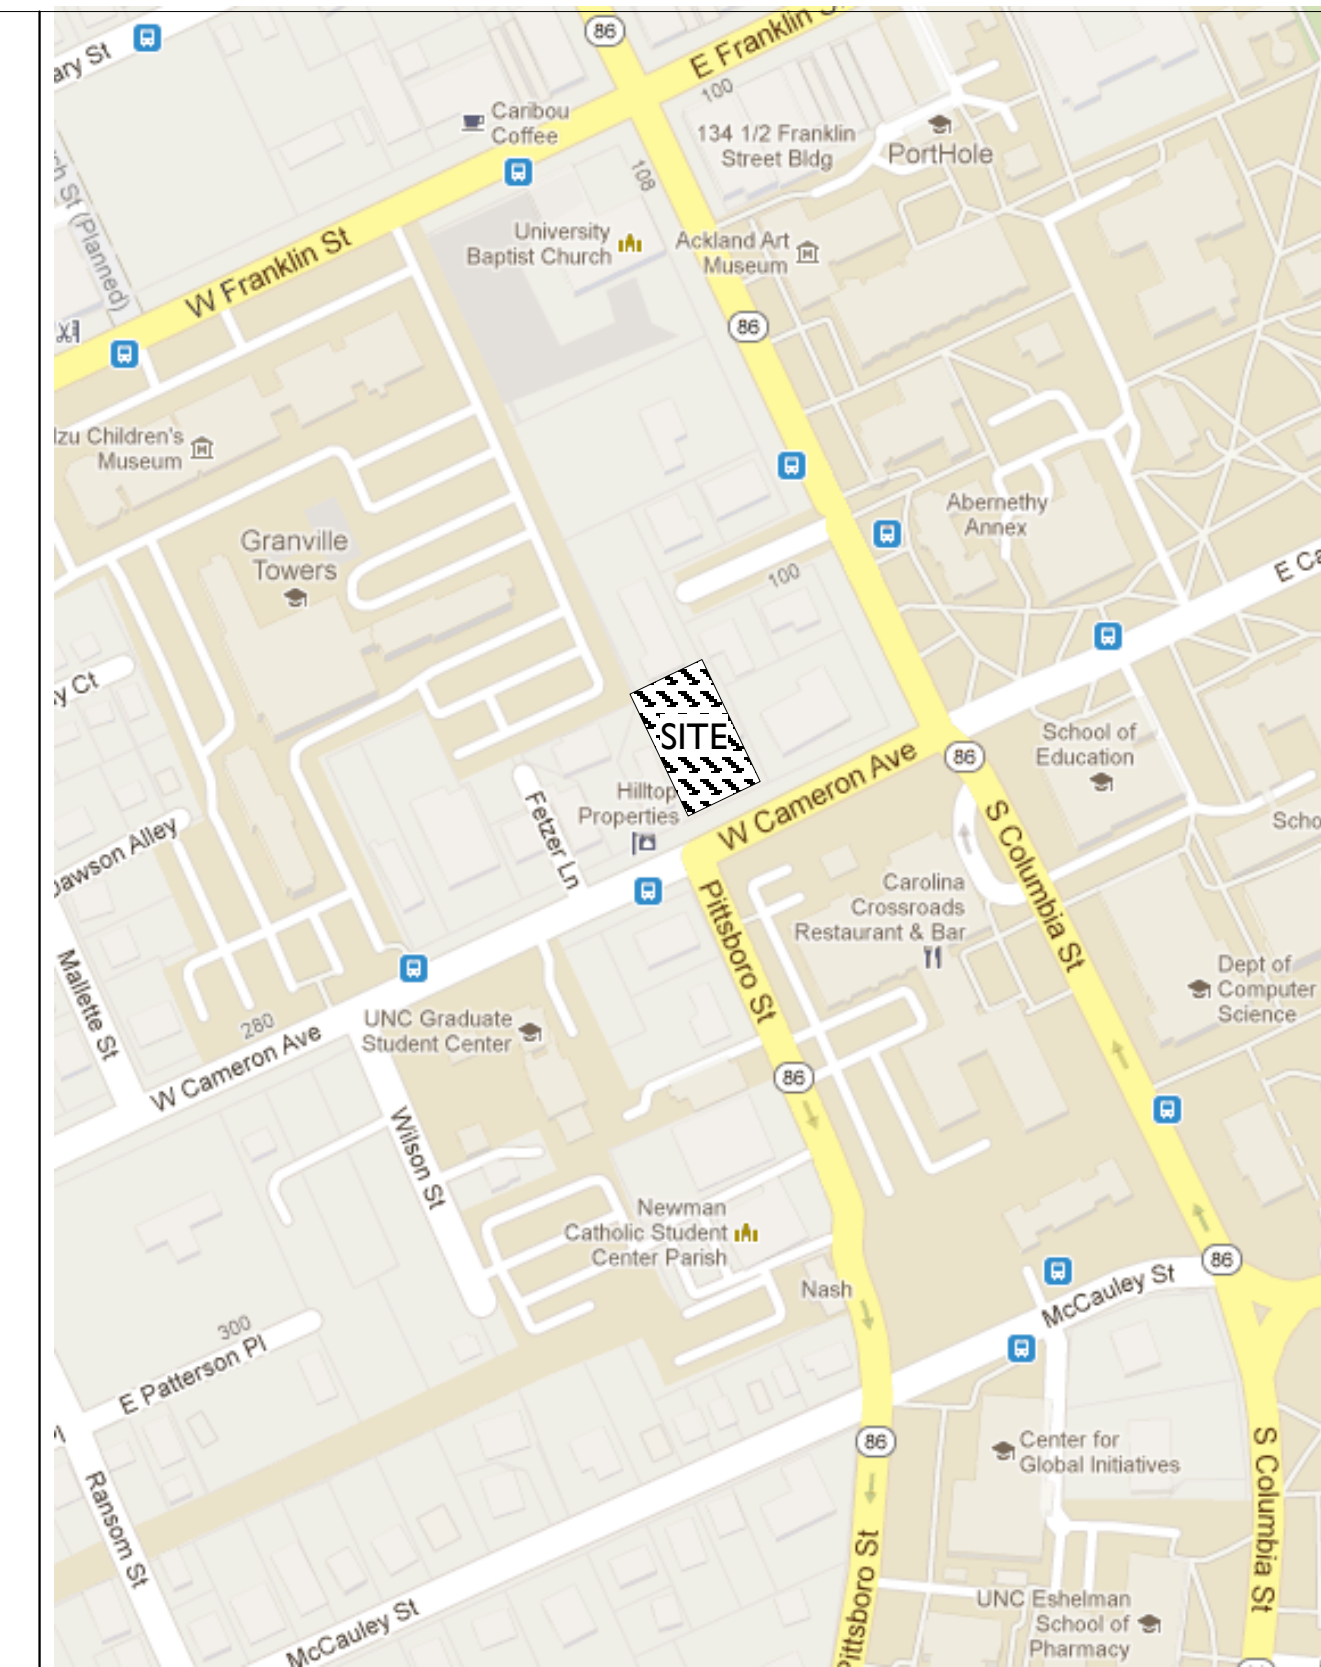 ary St
86
E Franklin St
100
Caribou
Coffee
134 1/2 Franklin
Street Bldg
PortHole
108
(Planned)
University
Baptist Church
Ackland Art
Museum
W Franklin St
86
Children's
Museum
Granville
Towers
Abernethy
Annex
100
E Ca
y Ct
SITE
School of
Education
86
W Cameron Ave
Hilltop
Properties
Fetzer Ln
S Columbia St
Scho
Dawson Alley
Carolina
Crossroads
Restaurant & Bar
Pittsboro St
Mallette St
Dept of
Computer
Science
280
UNC Graduate
Student Center
W Cameron Ave
86
Wilson St
Newman
Catholic Student
Center Parish
Nash
86
McCauley St
300
E Patterson Pl
86
Center for
Global Initiatives
S Columbia St
Ransom St
Pittsboro St
UNC Eshelman
School of
Pharmacy
McCauley St